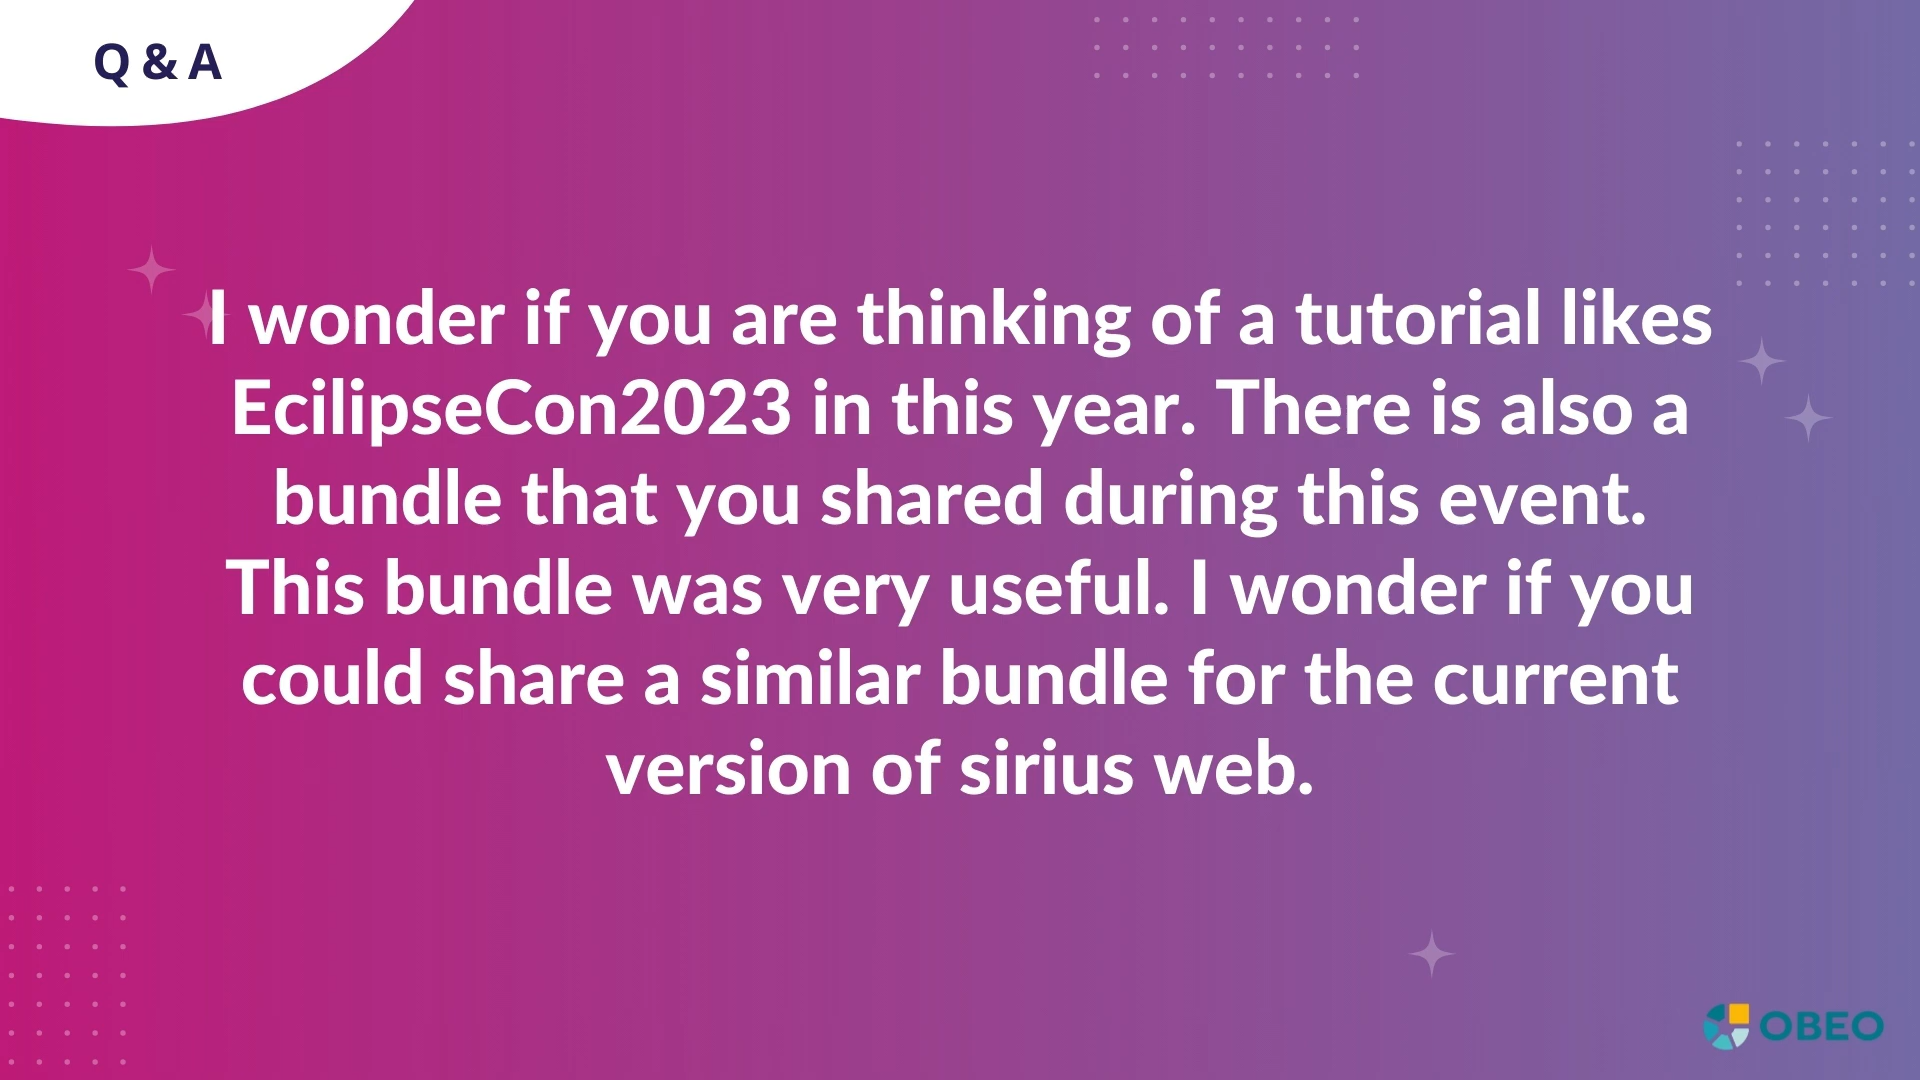 Q & A
I wonder if you are thinking of a tutorial likes
EcilipseCon2023 in this year. There is also a
bundle that you shared during this event.
This bundle was very useful. I wonder if you
could share a similar bundle for the current
version of sirius web.
OBEO